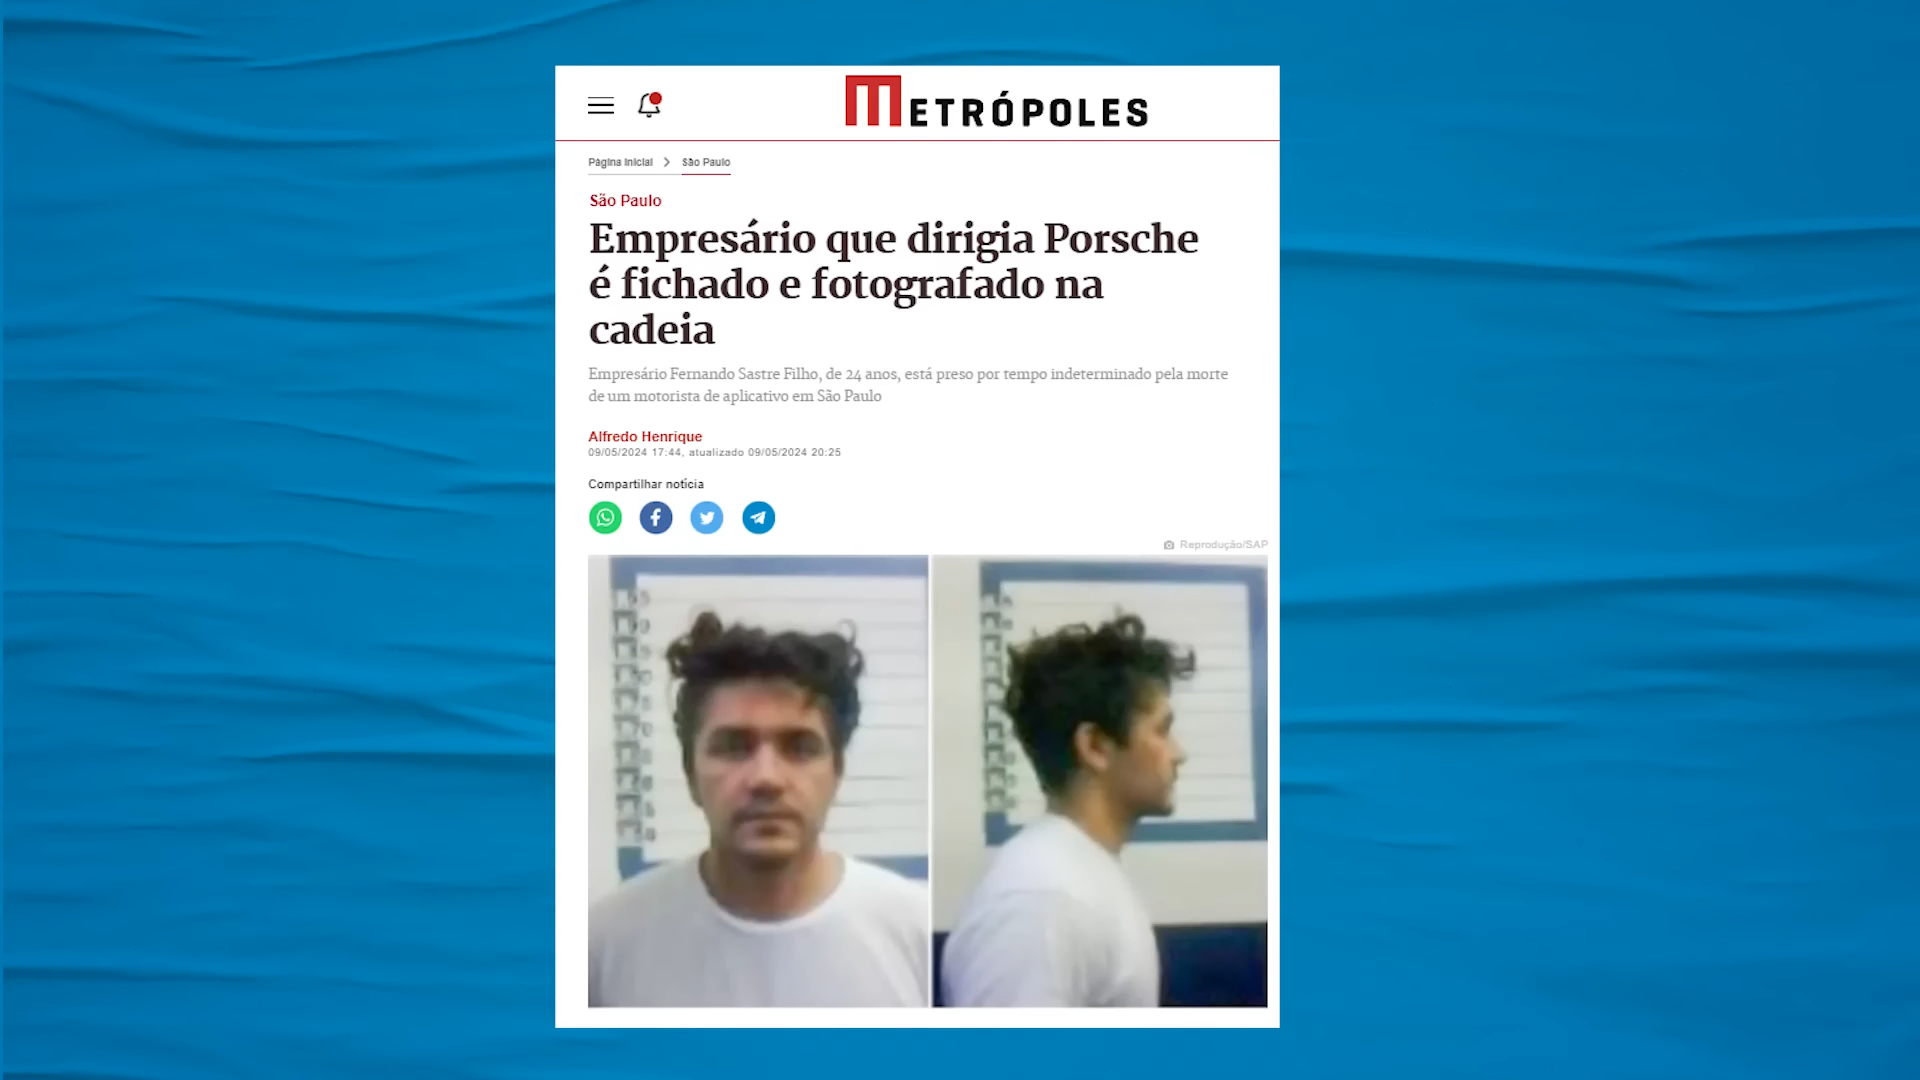 METRÓPOLES
Página Inicial > São Paulo
São Paulo
Empresário que dirigia Porsche
é fichado e fotografado na
cadeia
Empresário Fernando Sastre Filho, de 24 anos, está preso por tempo indeterminado pela morte
de um motorista de aplicativo em São Paulo
Alfredo Henrique
09/05/2024 17:44, atualizado 09/05/2024 20:25
Compartilhar notícia
Reprodução/SAP